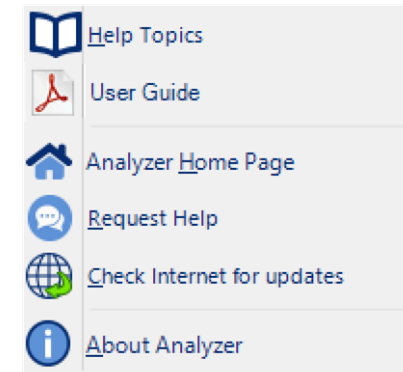 Help Topics
User Guide
Analyzer Home Page
Request Help
Check Internet for updates
About Analyzer